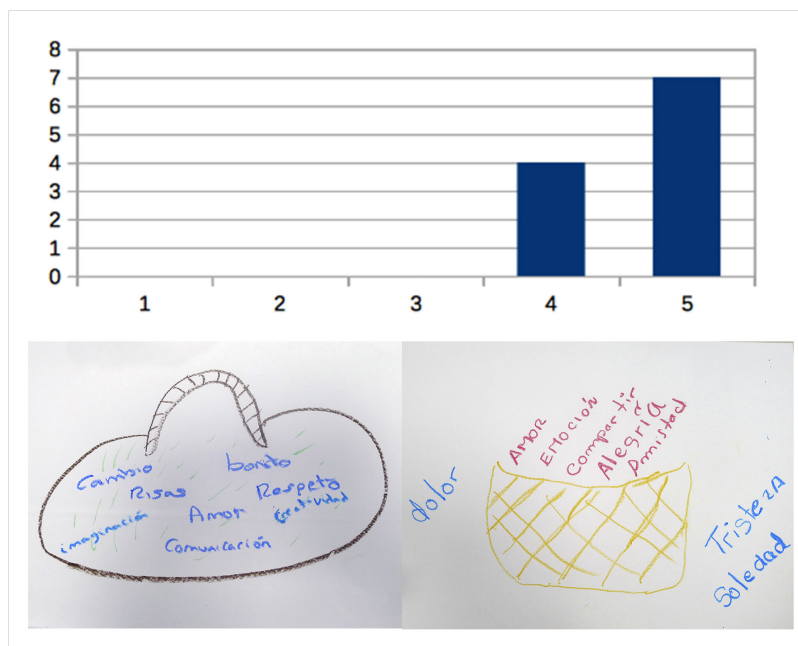 8
7
6
5
4
3
2
1
0
1 2 3 4 5
Cambio bonito
Risas Respeto
imaginación Amor creatividad
Comunicación
AMOR
EMOCIÓN
Compartir
Alegría
Amistad
dolor
TristezA
Soledad